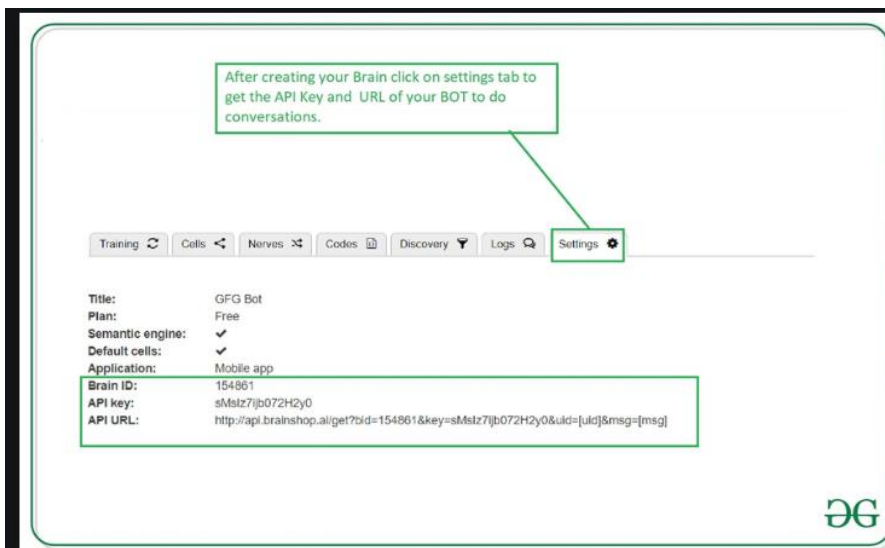 After creating your Brain click on settings tab to
get the API Key and URL of your BOT to do
conversations.
Training Cells Nerves Codes Discovery Logs Settings
Title: GFG Bot
Plan: Free
Semantic engine: ✔
Default cells: ✔
Application: Mobile app
Brain ID: 154861
API key: sMsIz7ijb072H2y0
API URL: http://api.brainshop.ai/get?bid=154861&key=sMsIz7ijb072H2y0&uid=[uid]&msg=[msg]